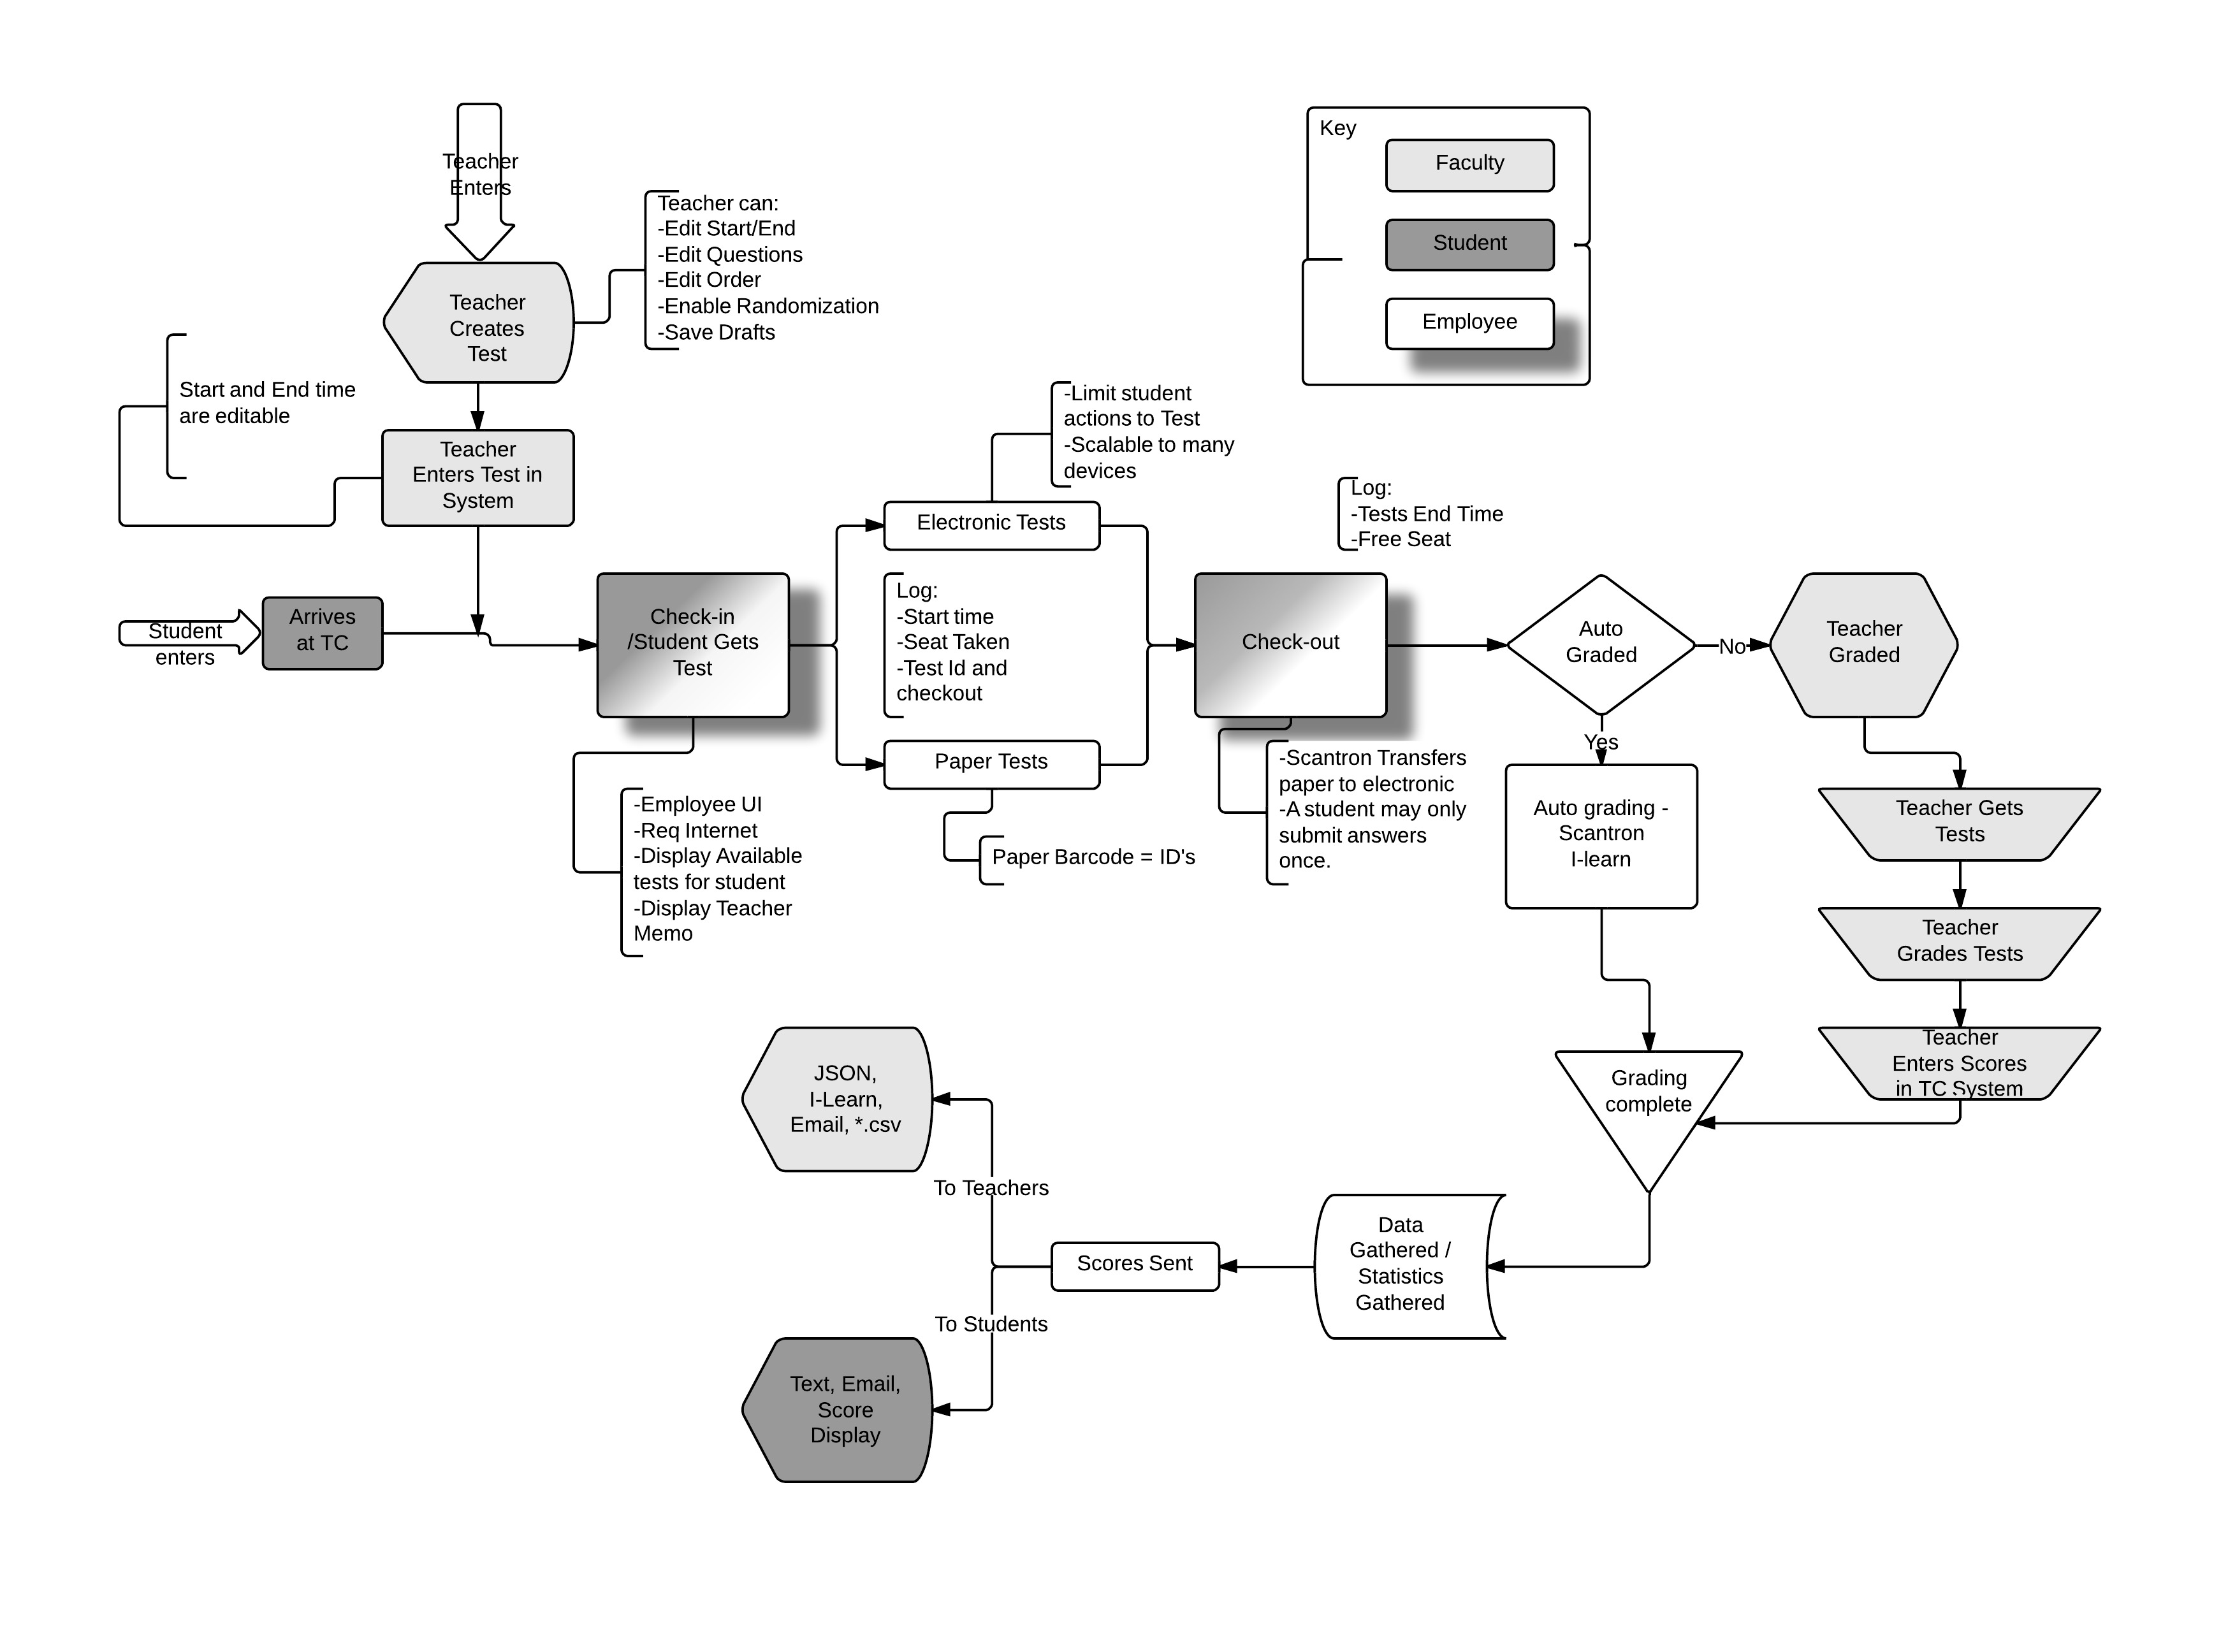 Teacher
Enters
Teacher
Creates
Test
Teacher can:
-Edit Start/End
-Edit Questions
-Edit Order
-Enable Randomization
-Save Drafts
Key
Faculty
Student
Employee
Start and End time
are editable
Teacher
Enters Test in
System
Student
enters
Arrives
at TC
Check-in
/Student Gets
Test
-Employee UI
-Req Internet
-Display Available
tests for student
-Display Teacher
Memo
-Limit student
actions to Test
-Scalable to many
devices
Electronic Tests
Log:
-Start time
-Seat Taken
-Test Id and
checkout
Paper Tests
Paper Barcode = ID's
Log:
-Tests End Time
-Free Seat
Check-out
-Scantron Transfers
paper to electronic
-A student may only
submit answers
once.
Auto
Graded
No
Yes
Teacher
Graded
Auto grading -
Scantron
I-learn
Teacher Gets
Tests
Teacher
Grades Tests
Teacher
Enters Scores
in TC System
Grading
complete
Data
Gathered /
Statistics
Gathered
Scores Sent
To Teachers
To Students
JSON,
I-Learn,
Email, *.csv
Text, Email,
Score
Display